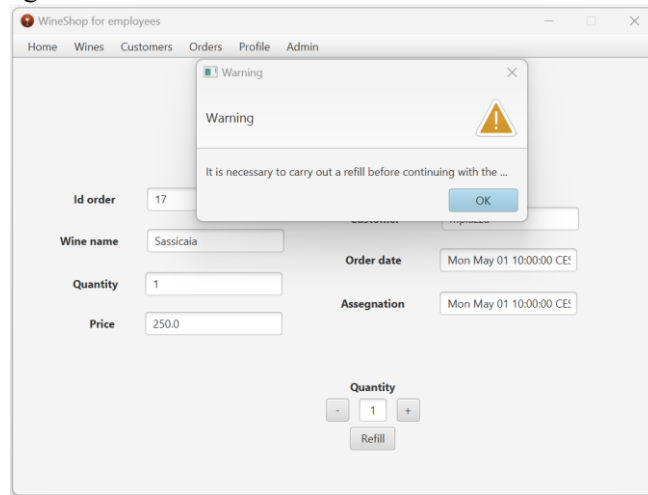 WineShop for employees
Home Wines Customers Orders Profile Admin
Warning
Warning
It is necessary to carry out a refill before continuing with the ...
OK
Id order 17
Wine name Sassicaia
Order date Mon May 01 10:00:00 CES
Quantity 1
Assegnation Mon May 01 10:00:00 CES
Price 250.0
Quantity
- 1 +
Refill